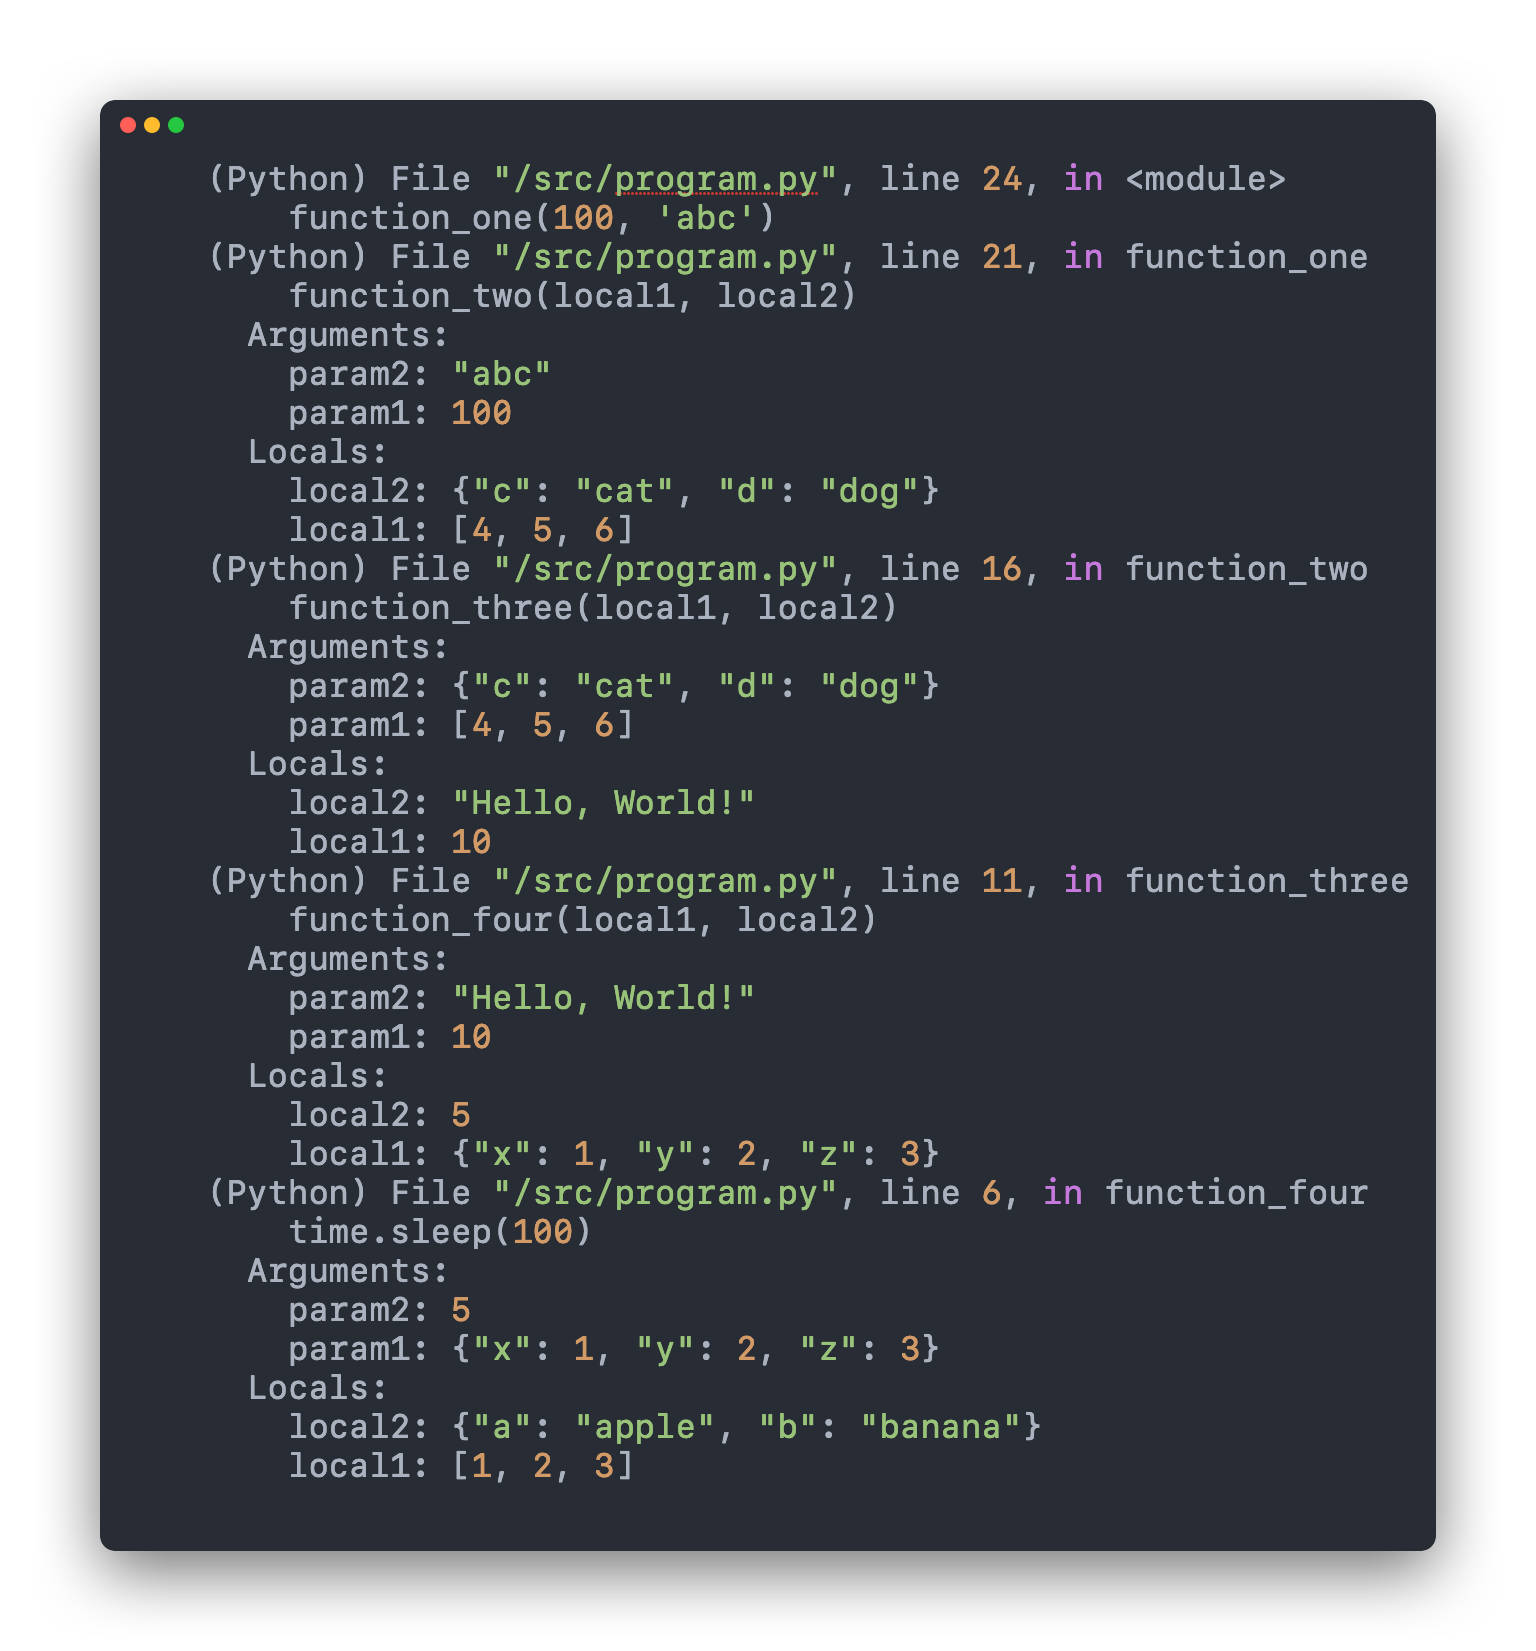 (Python) File "/src/program.py", line 24, in <module>
function_one(100, 'abc')
(Python) File "/src/program.py", line 21, in function_one
function_two(local1, local2)
Arguments:
param2: "abc"
param1: 100
Locals:
local2: {"c": "cat", "d": "dog"}
local1: [4, 5, 6]
(Python) File "/src/program.py", line 16, in function_two
function_three(local1, local2)
Arguments:
param2: {"c": "cat", "d": "dog"}
param1: [4, 5, 6]
Locals:
local2: "Hello, World!"
local1: 10
(Python) File "/src/program.py", line 11, in function_three
function_four(local1, local2)
Arguments:
param2: "Hello, World!"
param1: 10
Locals:
local2: 5
local1: {"x": 1, "y": 2, "z": 3}
(Python) File "/src/program.py", line 6, in function_four
time.sleep(100)
Arguments:
param2: 5
param1: {"x": 1, "y": 2, "z": 3}
Locals:
local2: {"a": "apple", "b": "banana"}
local1: [1, 2, 3]